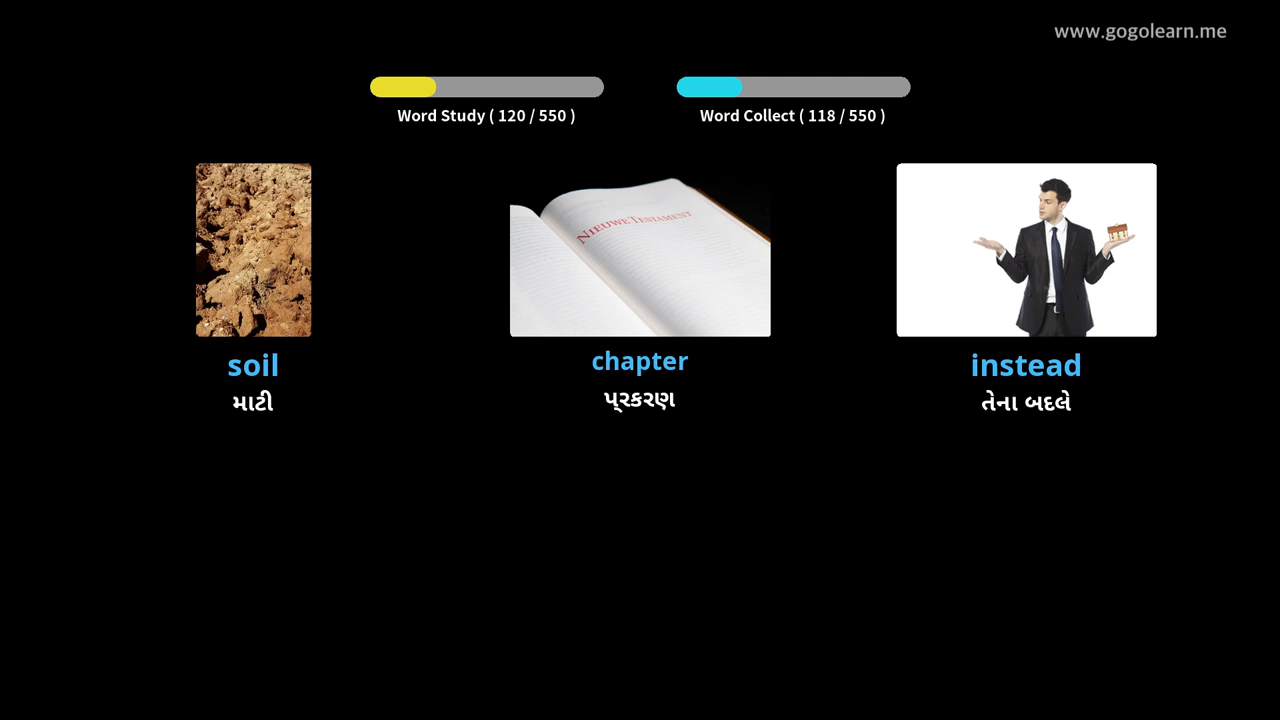 www.gogolearn.me
Word Study ( 120 / 550 )
Word Collect ( 118 / 550 )
NIEUWE TESTAMENT
soil
chapter
instead
માટી
પ્રકરણ
તેના બદલે